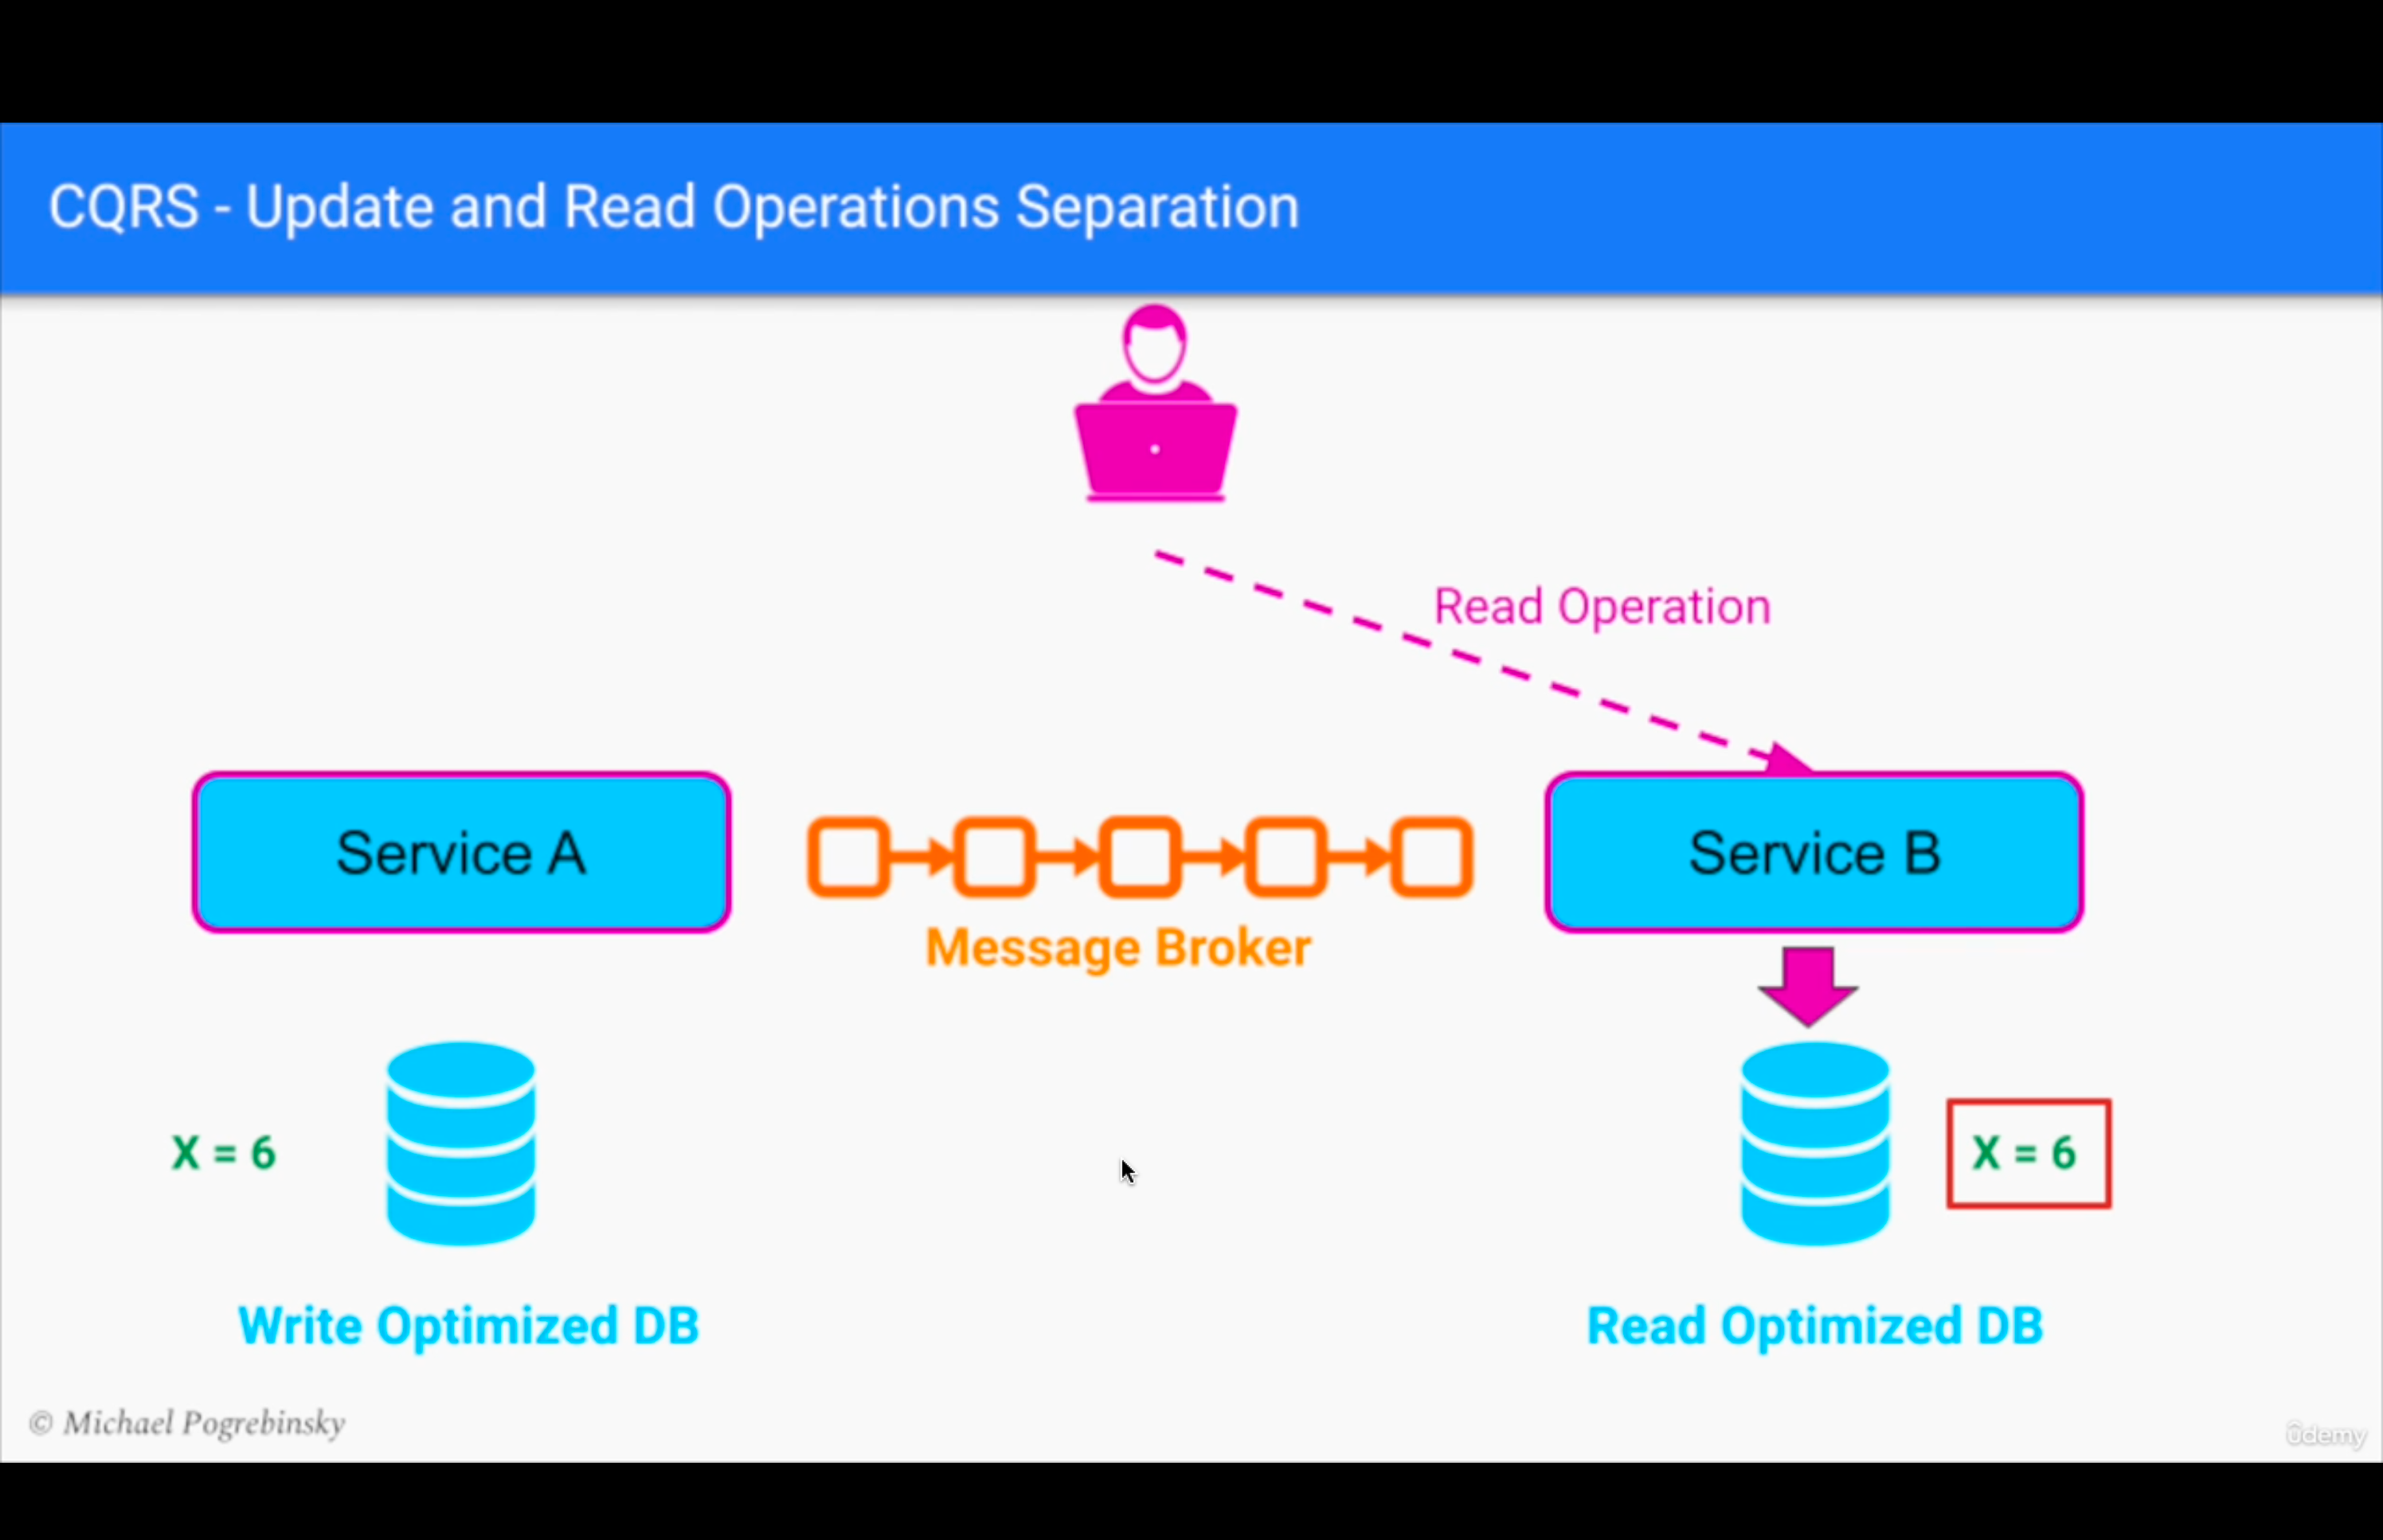 CQRS - Update and Read Operations Separation
Read Operation
Service A
Service B
Message Broker
X = 6
X = 6
Write Optimized DB
Read Optimized DB
© Michael Pogrebinsky
ûdemy